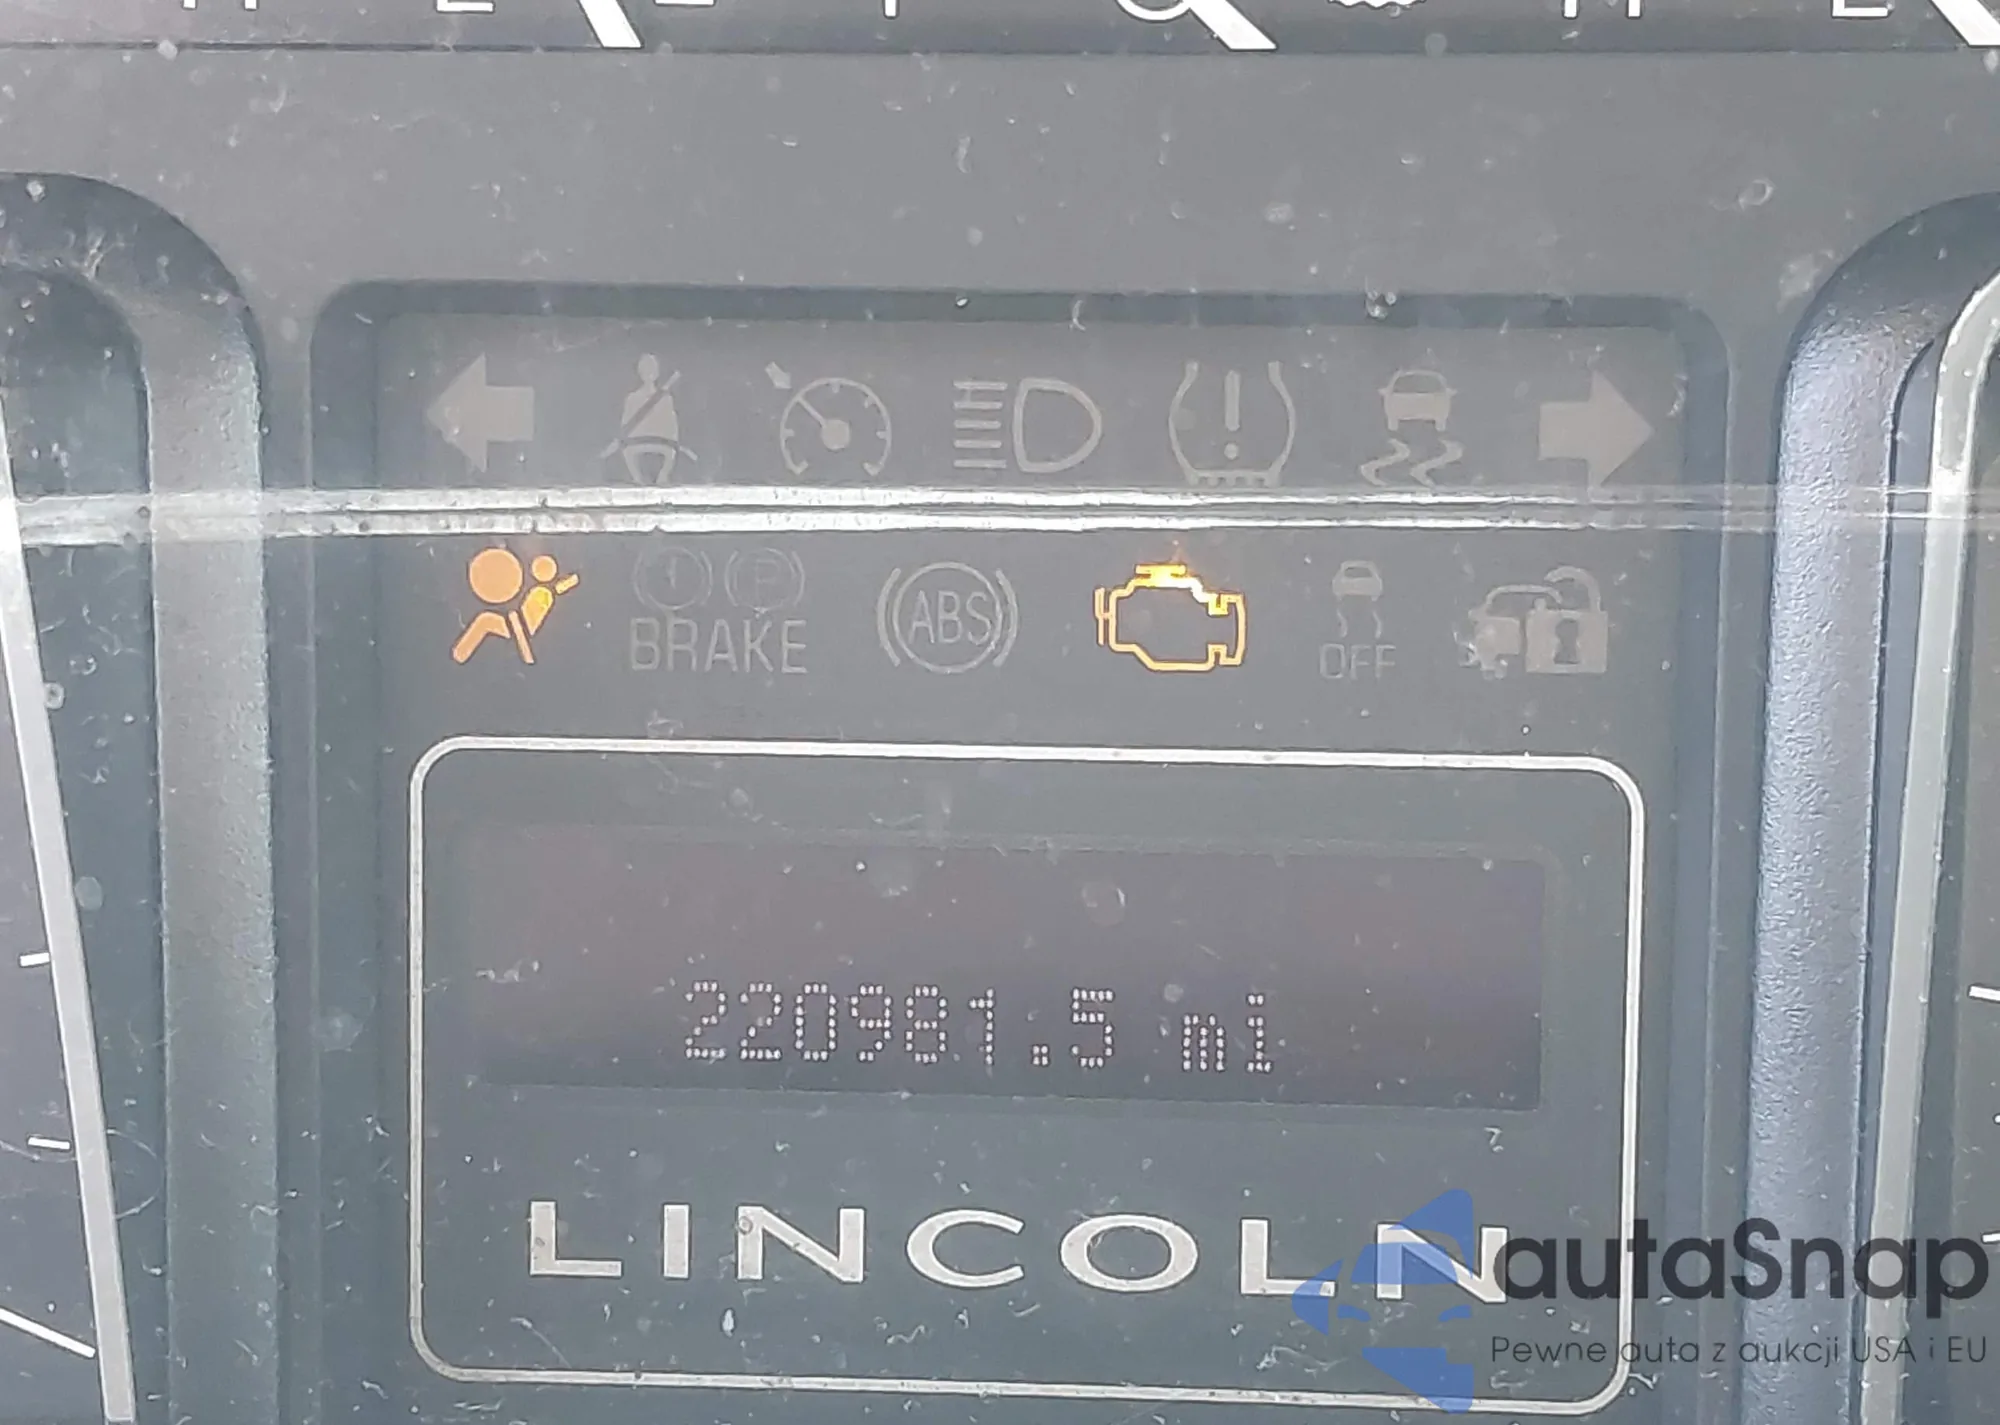 BRAKE
P
ABS
OFF
220981.5 mi
LINCOLN
autaSnap
Pewne auta z aukcji USA i EU